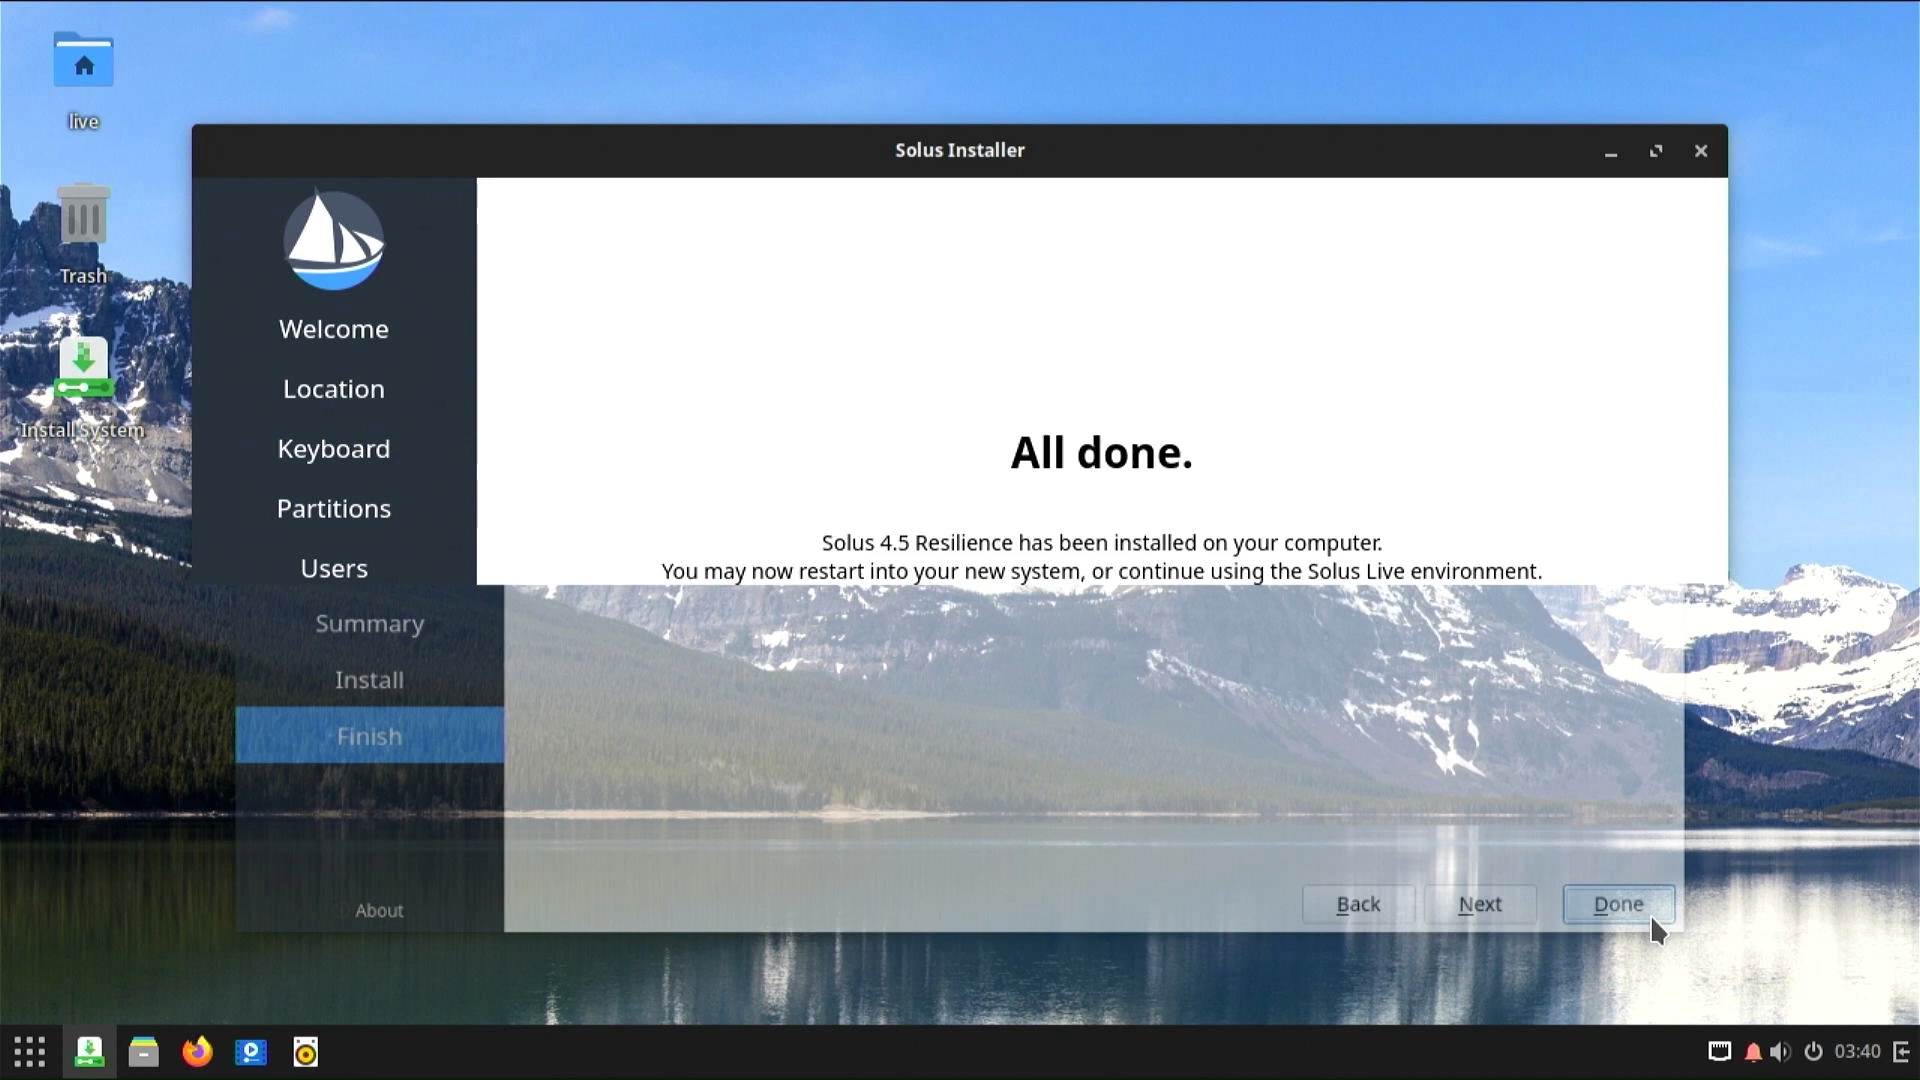 live
Trash
Install System
Solus Installer
Welcome
Location
Keyboard
Partitions
Users
Summary
Install
Finish
About
All done.
Solus 4.5 Resilience has been installed on your computer.
You may now restart into your new system, or continue using the Solus Live environment.
Back
Next
Done
03:40